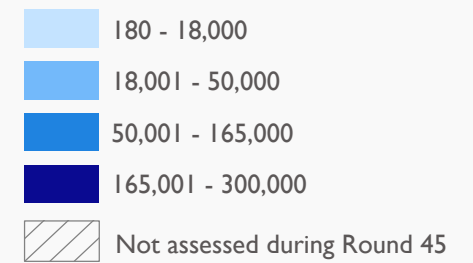 180 - 18,000
18,001 - 50,000
50,001 - 165,000
165,001 - 300,000
Not assessed during Round 45